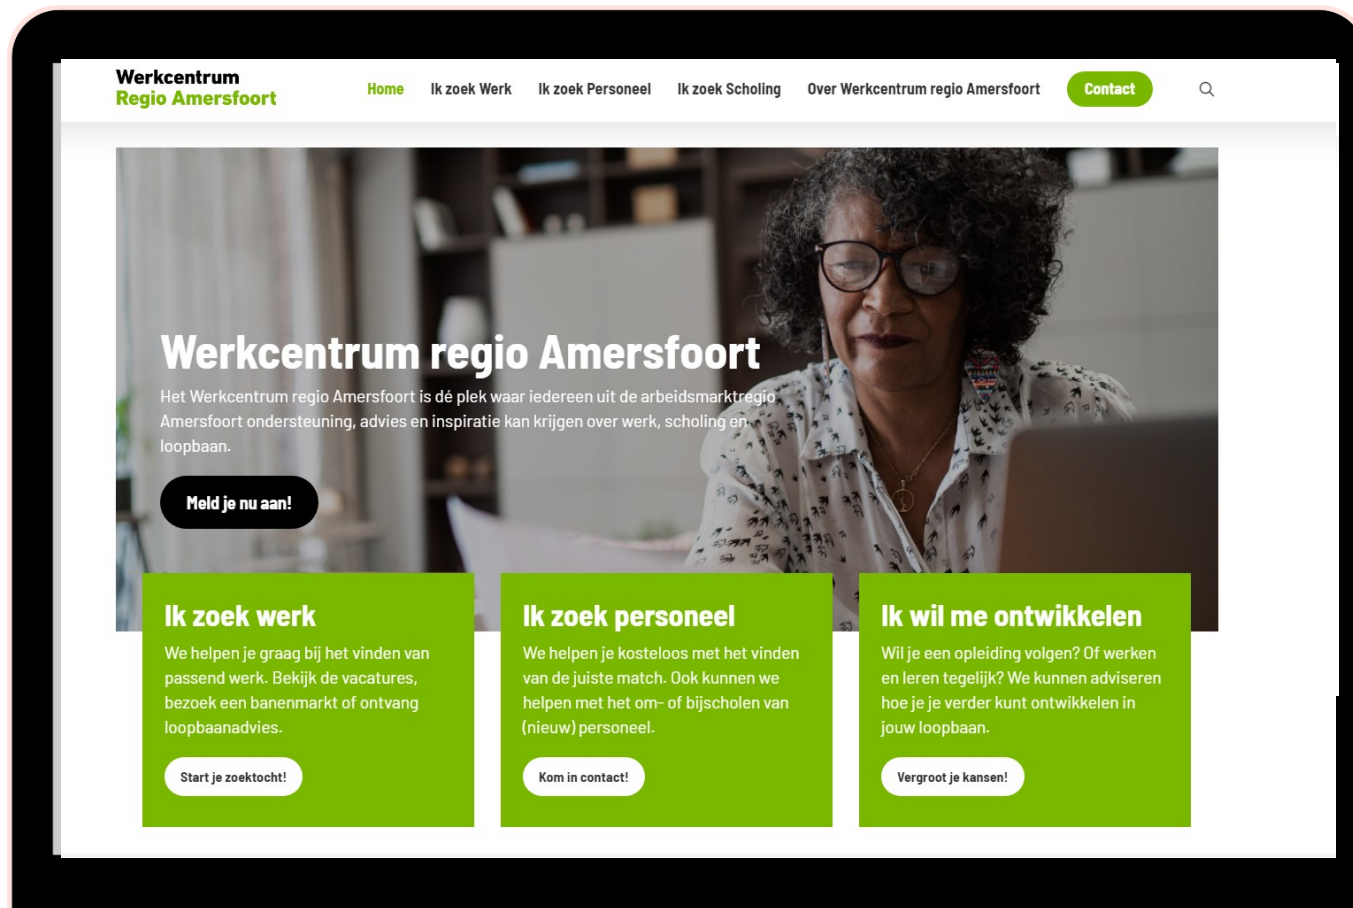 Werkcentrum
Regio Amersfoort
Home Ik zoek Werk Ik zoek Personeel Ik zoek Scholing Over Werkcentrum regio Amersfoort Contact
Werkcentrum regio Amersfoort
Het Werkcentrum regio Amersfoort is dé plek waar iedereen uit de arbeidsmarktregio
Amersfoort ondersteuning, advies en inspiratie kan krijgen over werk, scholing en
loopbaan.
Meld je nu aan!
Ik zoek werk
We helpen je graag bij het vinden van
passend werk. Bekijk de vacatures,
bezoek een banenmarkt of ontvang
loopbaanadvies.
Start je zoektocht!
Ik zoek personeel
We helpen je kosteloos met het vinden
van de juiste match. Ook kunnen we
helpen met het om- of bijscholen van
(nieuw) personeel.
Kom in contact!
Ik wil me ontwikkelen
Wil je een opleiding volgen? Of werken
en leren tegelijk? We kunnen adviseren
hoe je je verder kunt ontwikkelen in
jouw loopbaan.
Vergroot je kansen!